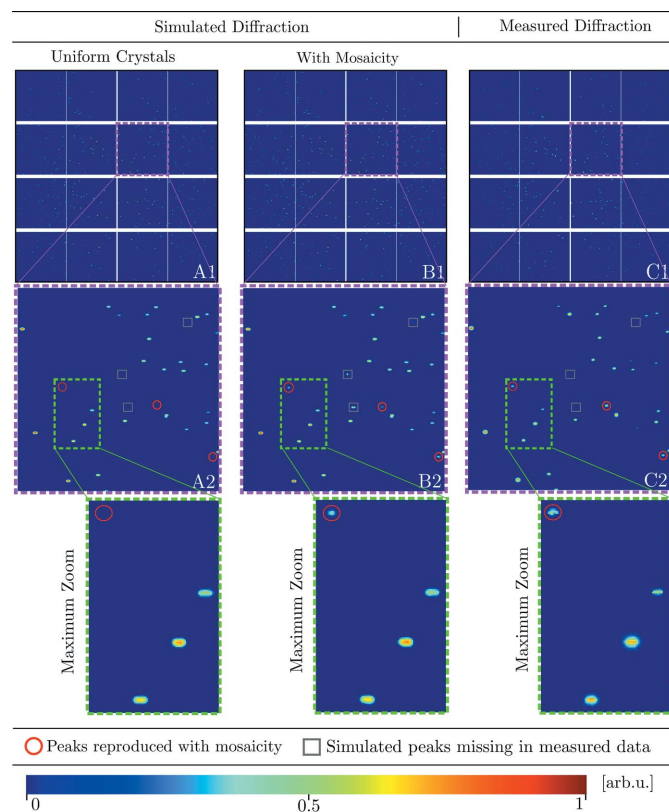 Simulated Diffraction
Measured Diffraction
Uniform Crystals
With Mosaicity
A1
B1
C1
A2
B2
C2
Maximum Zoom
Maximum Zoom
Maximum Zoom
Peaks reproduced with mosaicity
Simulated peaks missing in measured data
0
0.5
1
[arb.u.]